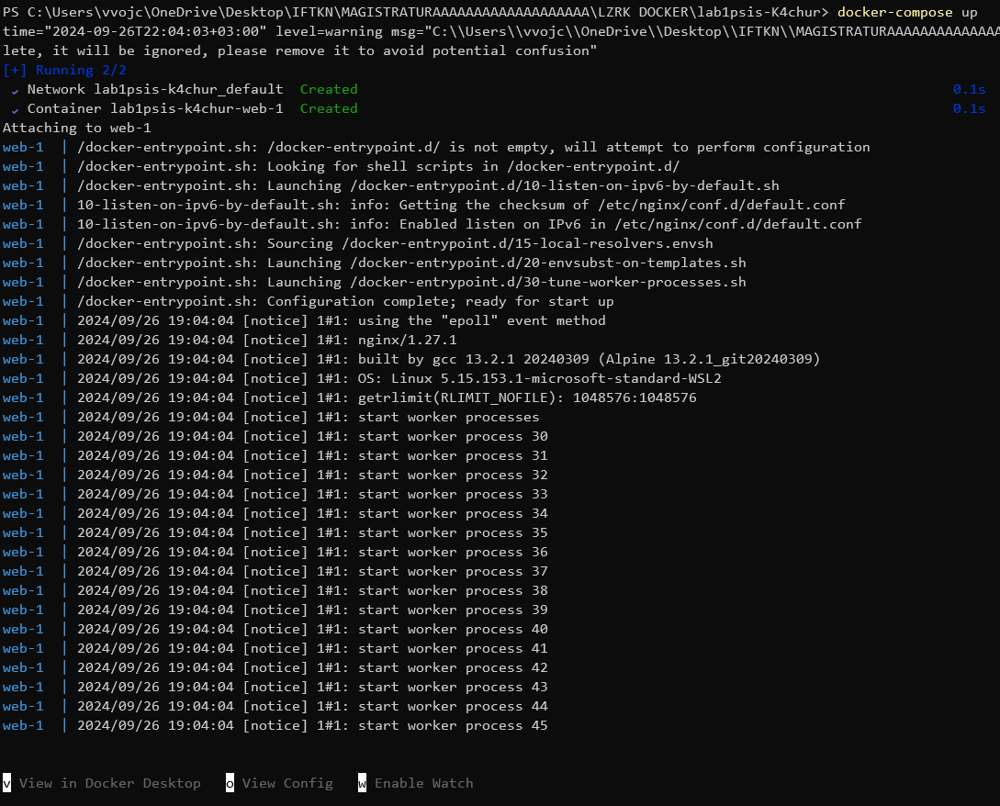 PS C:\Users\vvojc\OneDrive\Desktop\IFTKN\MAGISTRATURAAAAAAAAAAAAAAAAAAA\LZRK DOCKER\lab1psis-K4chur> docker-compose up
time="2024-09-26T22:04:03+03:00" level=warning msg="C:\\Users\\vvojc\\OneDrive\\Desktop\\IFTKN\\MAGISTRATURAAAAAAAAAAAAAA
lete, it will be ignored, please remove it to avoid potential confusion"
[+] Running 2/2
✔ Network lab1psis-k4chur_default Created 0.1s
✔ Container lab1psis-k4chur-web-1 Created 0.1s
Attaching to web-1
web-1 | /docker-entrypoint.sh: /docker-entrypoint.d/ is not empty, will attempt to perform configuration
web-1 | /docker-entrypoint.sh: Looking for shell scripts in /docker-entrypoint.d/
web-1 | /docker-entrypoint.sh: Launching /docker-entrypoint.d/10-listen-on-ipv6-by-default.sh
web-1 | 10-listen-on-ipv6-by-default.sh: info: Getting the checksum of /etc/nginx/conf.d/default.conf
web-1 | 10-listen-on-ipv6-by-default.sh: info: Enabled listen on IPv6 in /etc/nginx/conf.d/default.conf
web-1 | /docker-entrypoint.sh: Sourcing /docker-entrypoint.d/15-local-resolvers.envsh
web-1 | /docker-entrypoint.sh: Launching /docker-entrypoint.d/20-envsubst-on-templates.sh
web-1 | /docker-entrypoint.sh: Launching /docker-entrypoint.d/30-tune-worker-processes.sh
web-1 | /docker-entrypoint.sh: Configuration complete; ready for start up
web-1 | 2024/09/26 19:04:04 [notice] 1#1: using the "epoll" event method
web-1 | 2024/09/26 19:04:04 [notice] 1#1: nginx/1.27.1
web-1 | 2024/09/26 19:04:04 [notice] 1#1: built by gcc 13.2.1 20240309 (Alpine 13.2.1_git20240309)
web-1 | 2024/09/26 19:04:04 [notice] 1#1: OS: Linux 5.15.153.1-microsoft-standard-WSL2
web-1 | 2024/09/26 19:04:04 [notice] 1#1: getrlimit(RLIMIT_NOFILE): 1048576:1048576
web-1 | 2024/09/26 19:04:04 [notice] 1#1: start worker processes
web-1 | 2024/09/26 19:04:04 [notice] 1#1: start worker process 30
web-1 | 2024/09/26 19:04:04 [notice] 1#1: start worker process 31
web-1 | 2024/09/26 19:04:04 [notice] 1#1: start worker process 32
web-1 | 2024/09/26 19:04:04 [notice] 1#1: start worker process 33
web-1 | 2024/09/26 19:04:04 [notice] 1#1: start worker process 34
web-1 | 2024/09/26 19:04:04 [notice] 1#1: start worker process 35
web-1 | 2024/09/26 19:04:04 [notice] 1#1: start worker process 36
web-1 | 2024/09/26 19:04:04 [notice] 1#1: start worker process 37
web-1 | 2024/09/26 19:04:04 [notice] 1#1: start worker process 38
web-1 | 2024/09/26 19:04:04 [notice] 1#1: start worker process 39
web-1 | 2024/09/26 19:04:04 [notice] 1#1: start worker process 40
web-1 | 2024/09/26 19:04:04 [notice] 1#1: start worker process 41
web-1 | 2024/09/26 19:04:04 [notice] 1#1: start worker process 42
web-1 | 2024/09/26 19:04:04 [notice] 1#1: start worker process 43
web-1 | 2024/09/26 19:04:04 [notice] 1#1: start worker process 44
web-1 | 2024/09/26 19:04:04 [notice] 1#1: start worker process 45
v View in Docker Desktop o View Config w Enable Watch